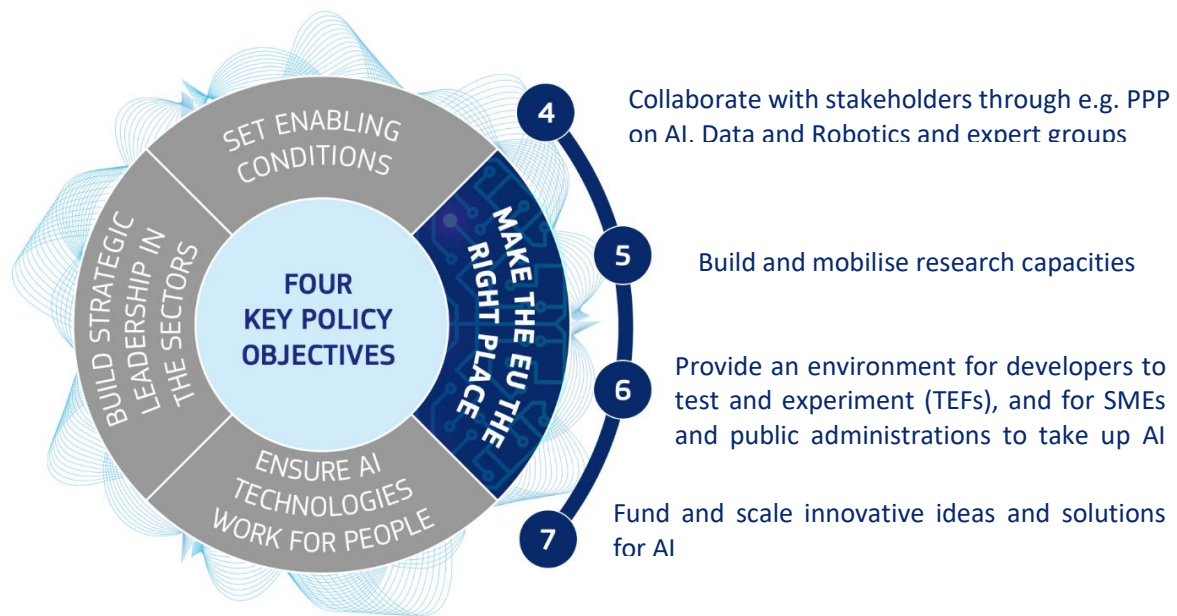 SET ENABLING
CONDITIONS
BUILD STRATEGIC
LEADERSHIP IN
THE SECTORS
FOUR
KEY POLICY
OBJECTIVES
MAKE THE EU THE
RIGHT PLACE
ENSURE AI
TECHNOLOGIES
WORK FOR PEOPLE
4
Collaborate with stakeholders through e.g. PPP
on AI, Data and Robotics and expert groups
5
Build and mobilise research capacities
6
Provide an environment for developers to
test and experiment (TEFs), and for SMEs
and public administrations to take up AI
7
Fund and scale innovative ideas and solutions
for AI